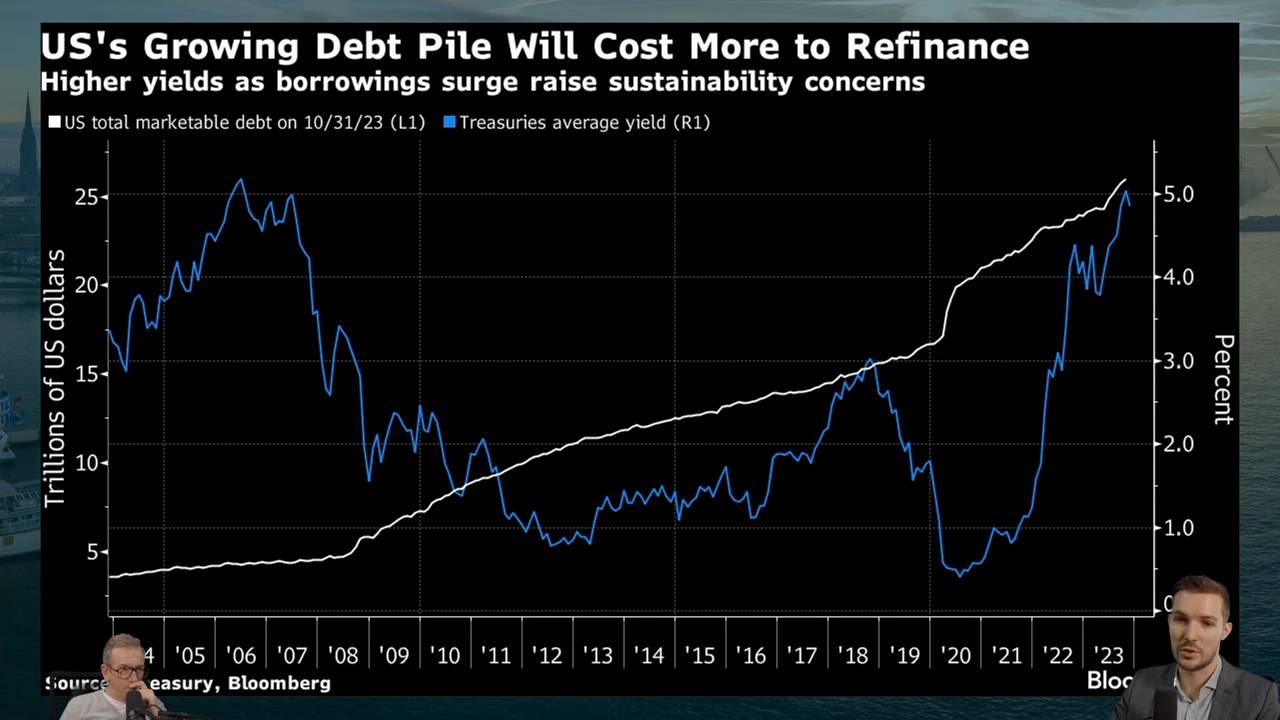 US's Growing Debt Pile Will Cost More to Refinance
Higher yields as borrowings surge raise sustainability concerns
US total marketable debt on 10/31/23 (L1) Treasuries average yield (R1)
25
20
15
10
5
Trillions of US dollars
5.0
4.0
3.0
2.0
1.0
Percent
'05 '06 '07 '08 '09 '10 '11 '12 '13 '14 '15 '16 '17 '18 '19 '20 '21 '22 '23
Bloomberg